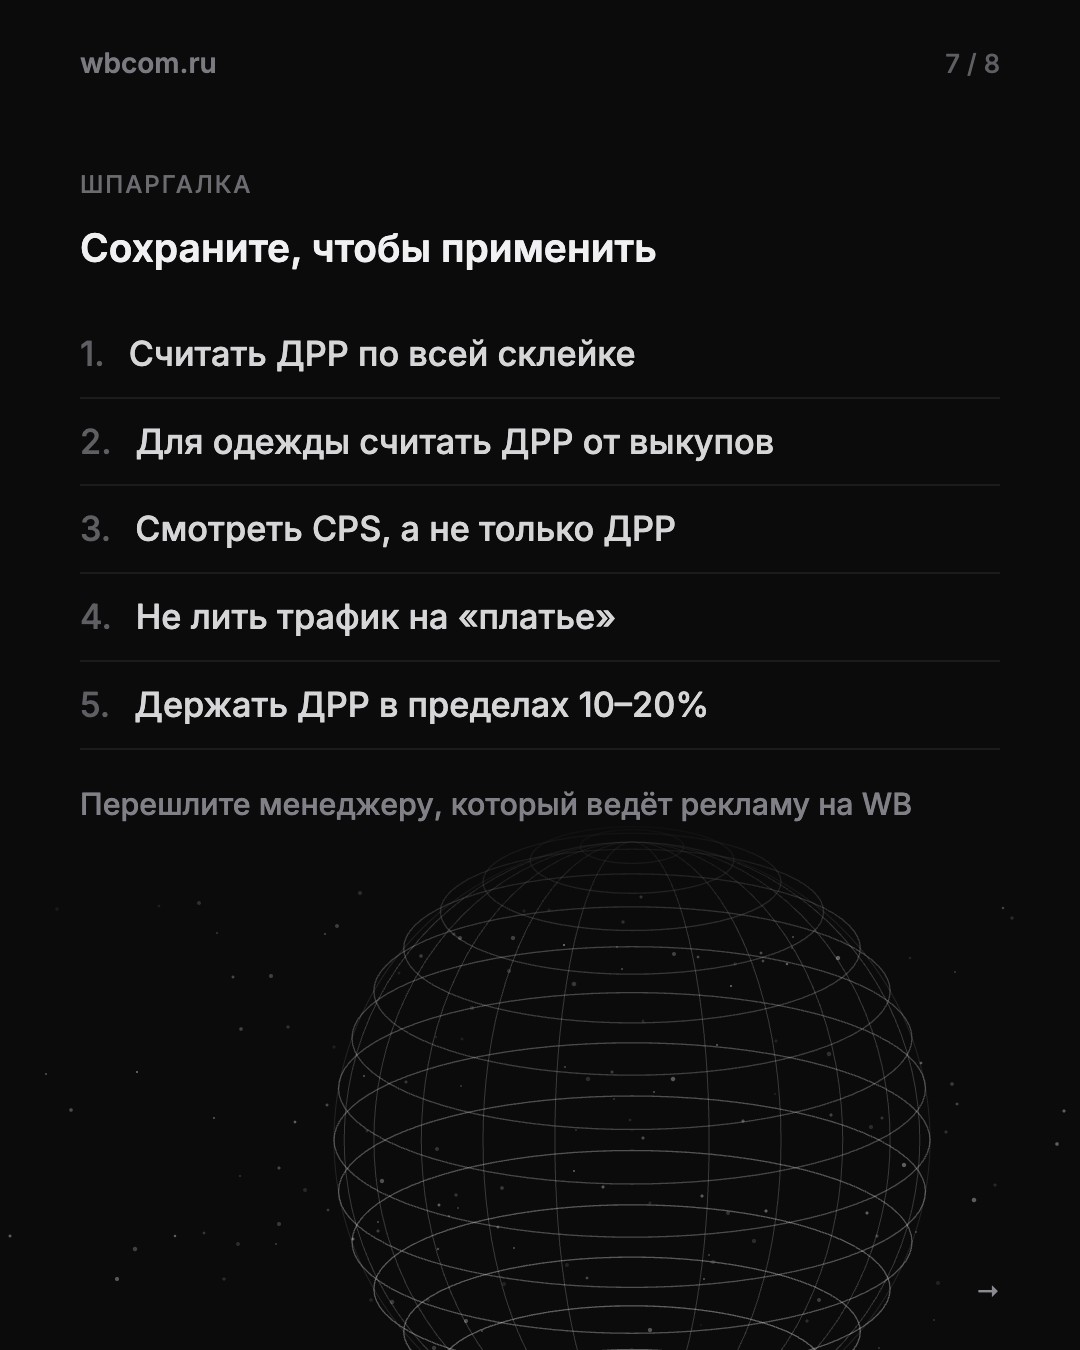 wbcom.ru
7 / 8
ШПАРГАЛКА
Сохраните, чтобы применить
1. Считать ДРР по всей склейке
2. Для одежды считать ДРР от выкупов
3. Смотреть CPS, а не только ДРР
4. Не лить трафик на «платье»
5. Держать ДРР в пределах 10–20%
Перешлите менеджеру, который ведёт рекламу на WB
→